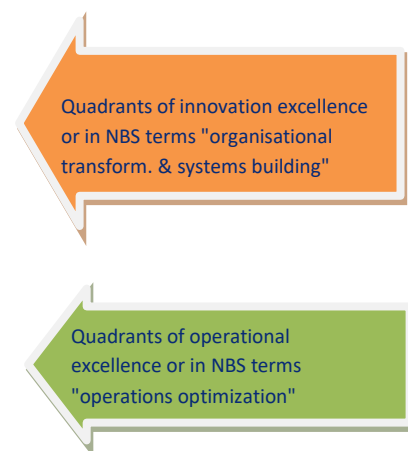 Quadrants of innovation excellence
or in NBS terms "organisational
transform. & systems building"
Quadrants of operational
excellence or in NBS terms
"operations optimization"